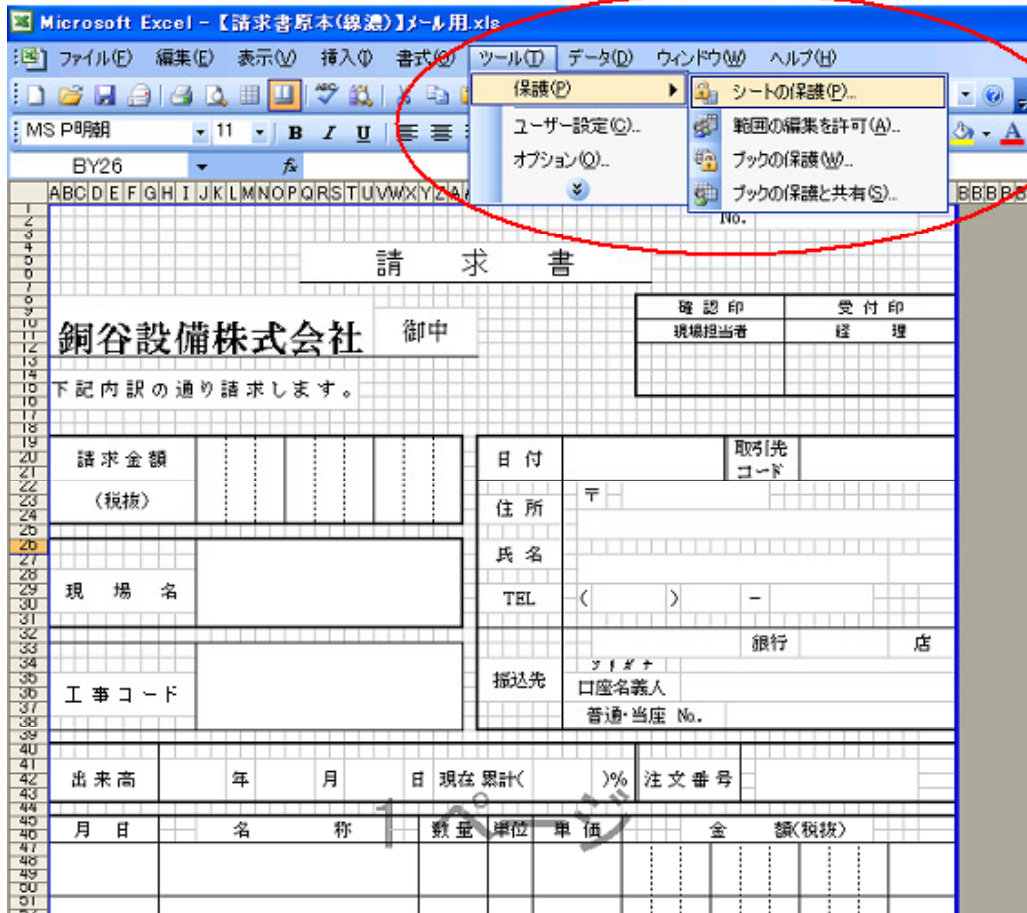 Microsoft Excel - 【請求書原本(線濃)】メール用.xls
ファイル(F) 編集(E) 表示(V) 挿入(I) 書式(O) ツール(T) データ(D) ウィンドウ(W) ヘルプ(H)
保護(P) シートの保護(P)...
MS P明朝 11 B I U ユーザー設定(C)... 範囲の編集を許可(A)... A
BY26 fx オプション(O)... ブックの保護(W)...
ブックの保護と共有(S)...
No.
請求書
確認印 受付印
銅谷設備株式会社 御中 現場担当者 経理
下記内訳の通り請求します。
請求金額 日付 取引先
コード
(税抜) 住所 〒
氏名
現場名 TEL ( ) -
銀行 店
フリガナ
工事コード 振込先 口座名義人
普通・当座 No.
出来高 年 月 日 現在 累計( )% 注文番号
1 ページ
月日 名称 数量 単位 単価 金額(税抜)